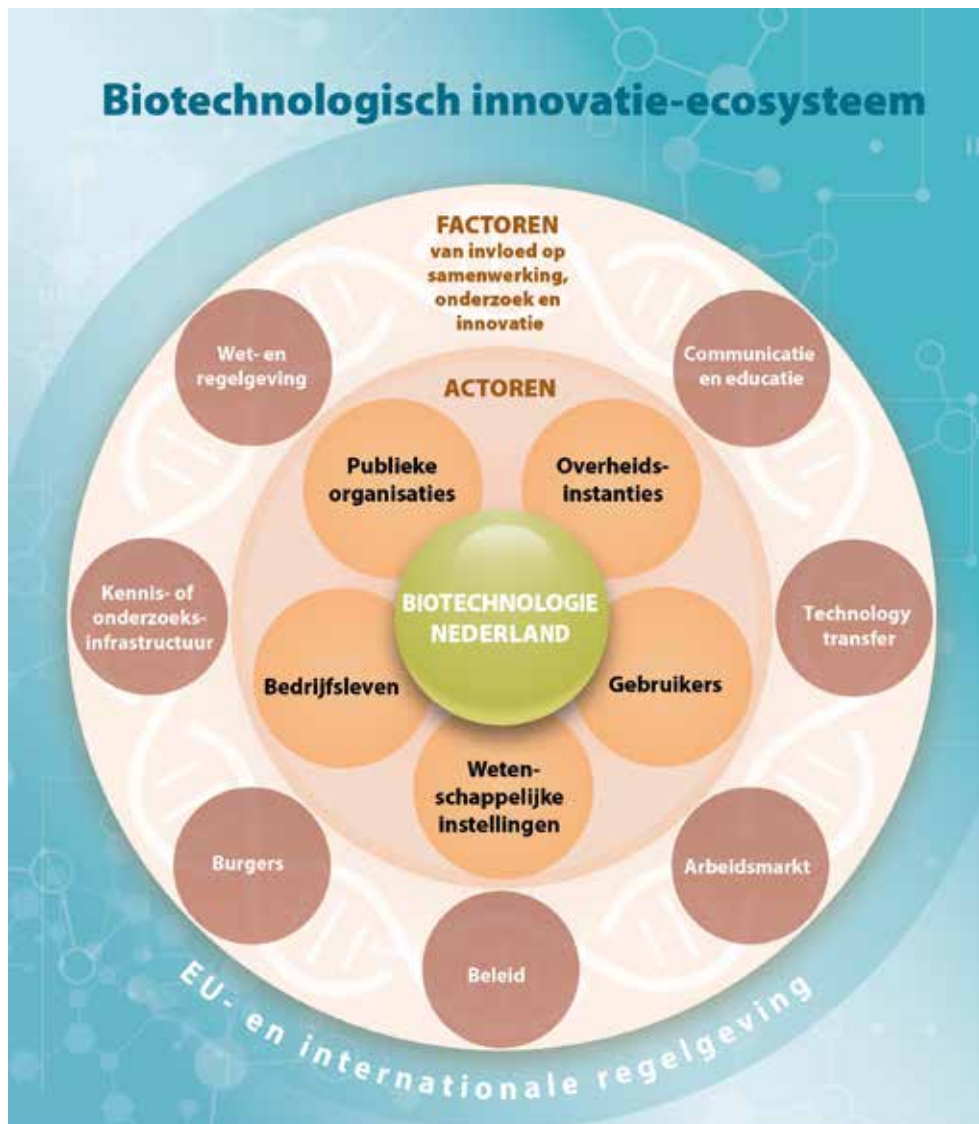 Biotechnologisch innovatie-ecosysteem
FACTOREN
van invloed op
samenwerking,
onderzoek en
innovatie
Wet- en
regelgeving
Communicatie
en educatie
ACTOREN
Publieke
organisaties
Overheids-
instanties
Kennis- of
onderzoeks-
infrastructuur
BIOTECHNOLOGIE
NEDERLAND
Technology
transfer
Bedrijfsleven
Gebruikers
Weten-
schappelijke
instellingen
Burgers
Arbeidsmarkt
Beleid
EU- en internationale regelgeving